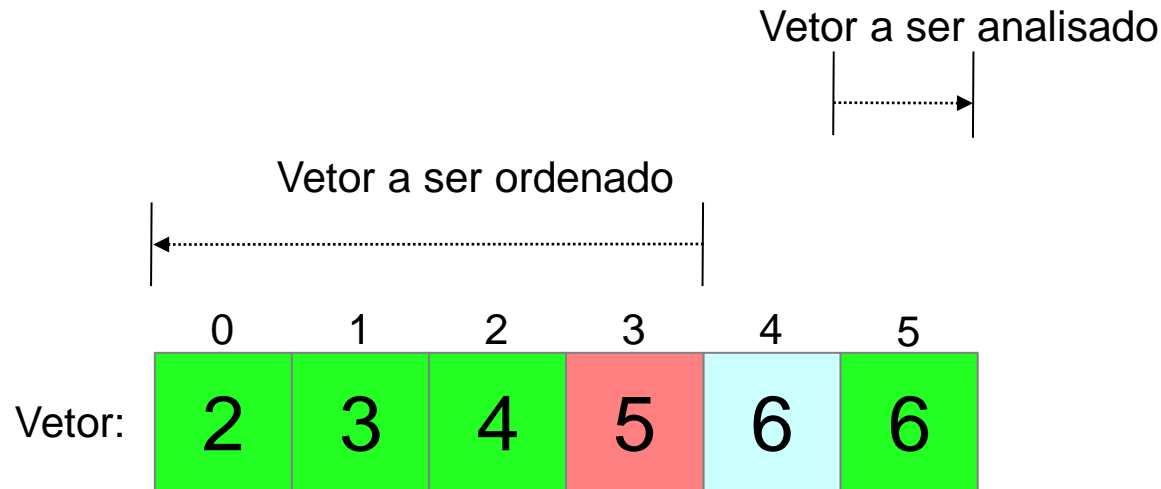 Vetor a ser analisado
Vetor a ser ordenado
0 1 2 3 4 5
Vetor: 2 3 4 5 6 6